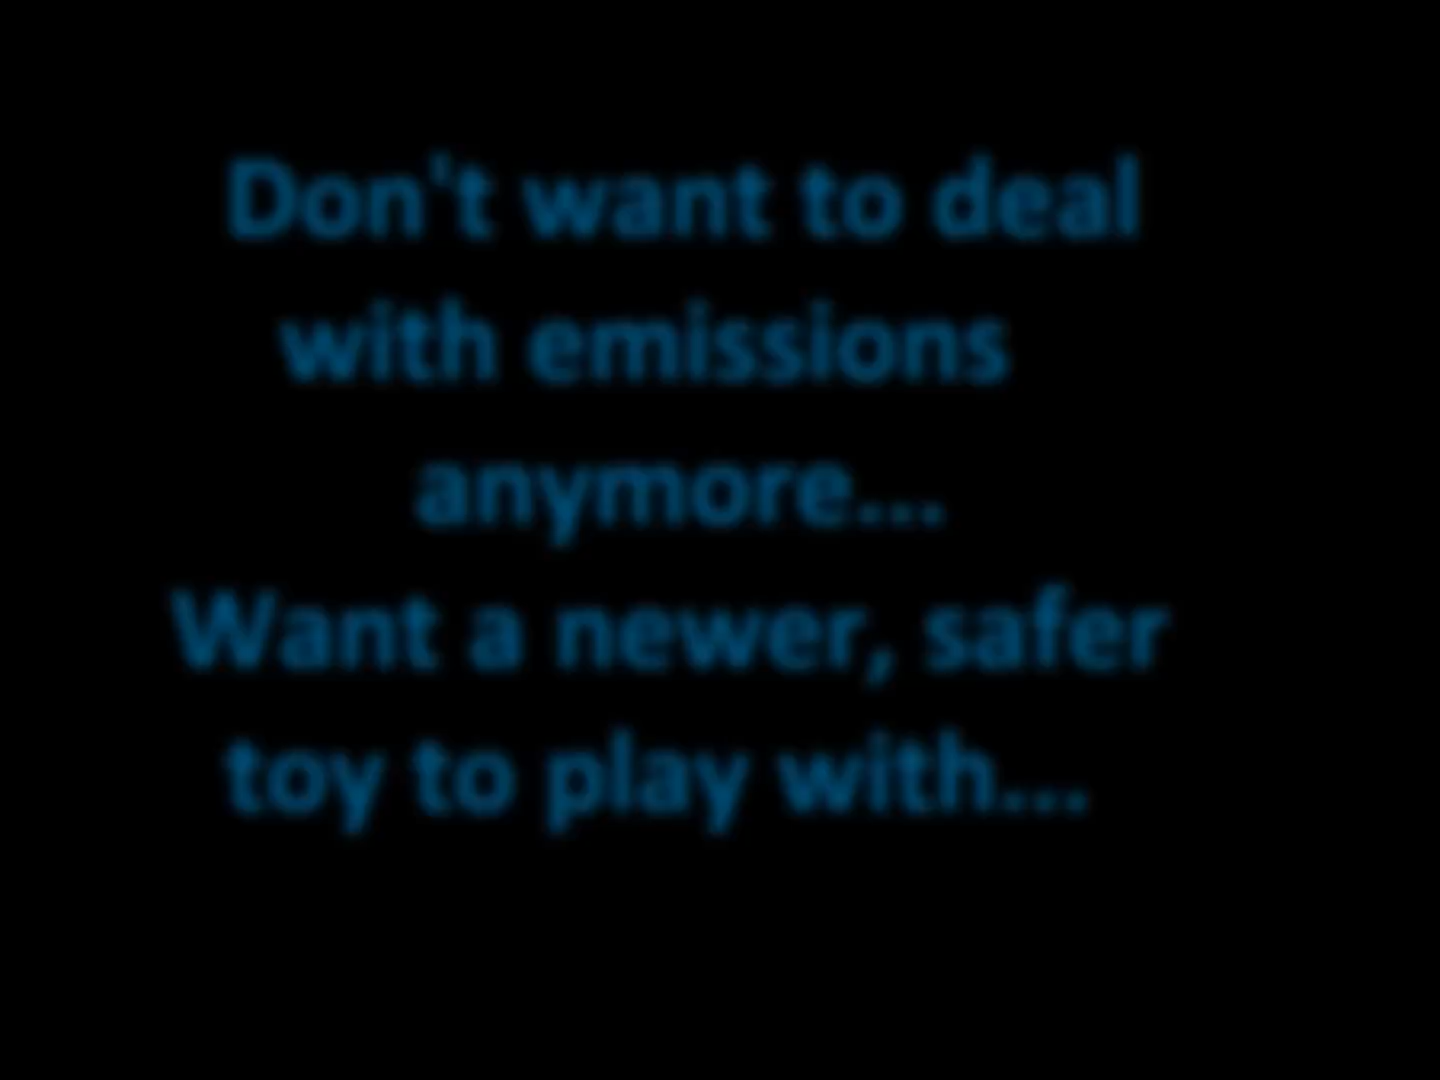 Don't want to deal
with emissions
anymore...
Want a newer, safer
toy to play with...